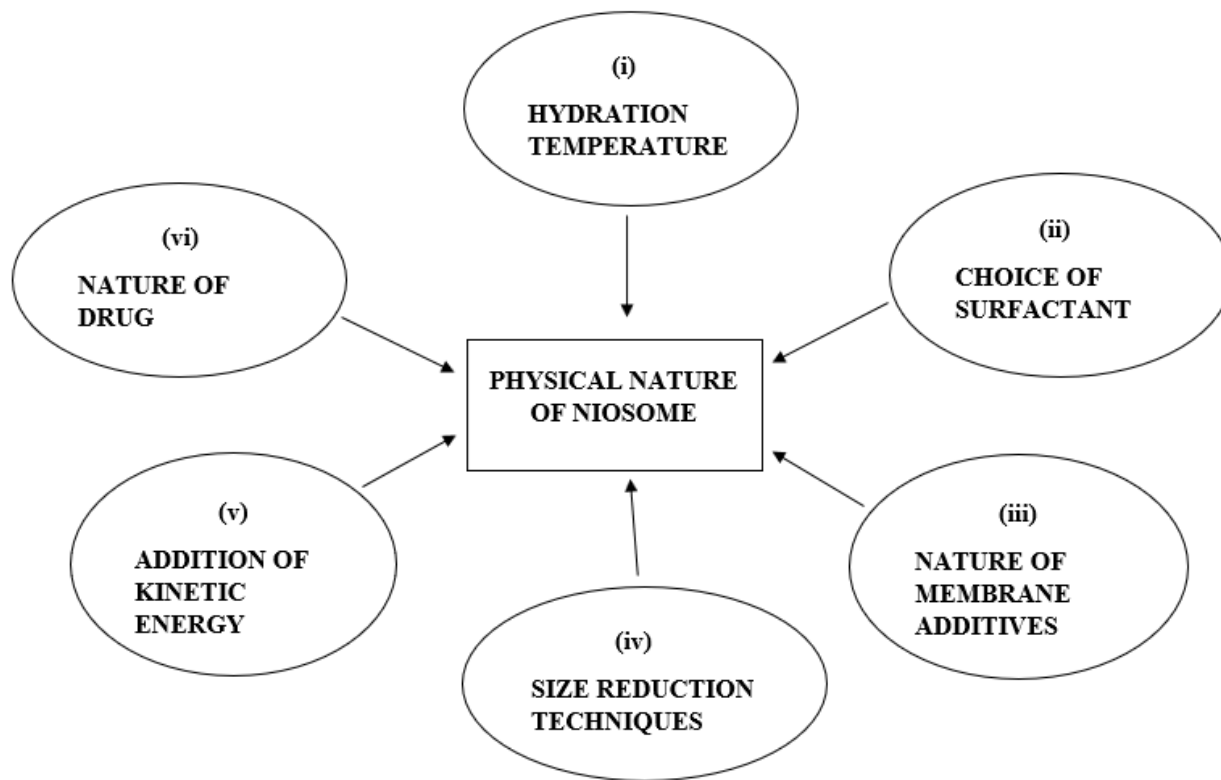 (i)
HYDRATION
TEMPERATURE
(ii)
CHOICE OF
SURFACTANT
(iii)
NATURE OF
MEMBRANE
ADDITIVES
(iv)
SIZE REDUCTION
TECHNIQUES
(v)
ADDITION OF
KINETIC
ENERGY
(vi)
NATURE OF
DRUG
PHYSICAL NATURE
OF NIOSOME